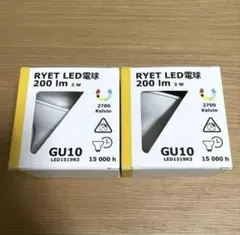 RYET LED電球
200 lm 3 W
2700
Kelvin
GU10
LED1519R3
15 000 h
RYET LED電球
200 lm 3 W
2700
Kelvin
GU10
LED1519R3
15 000 h